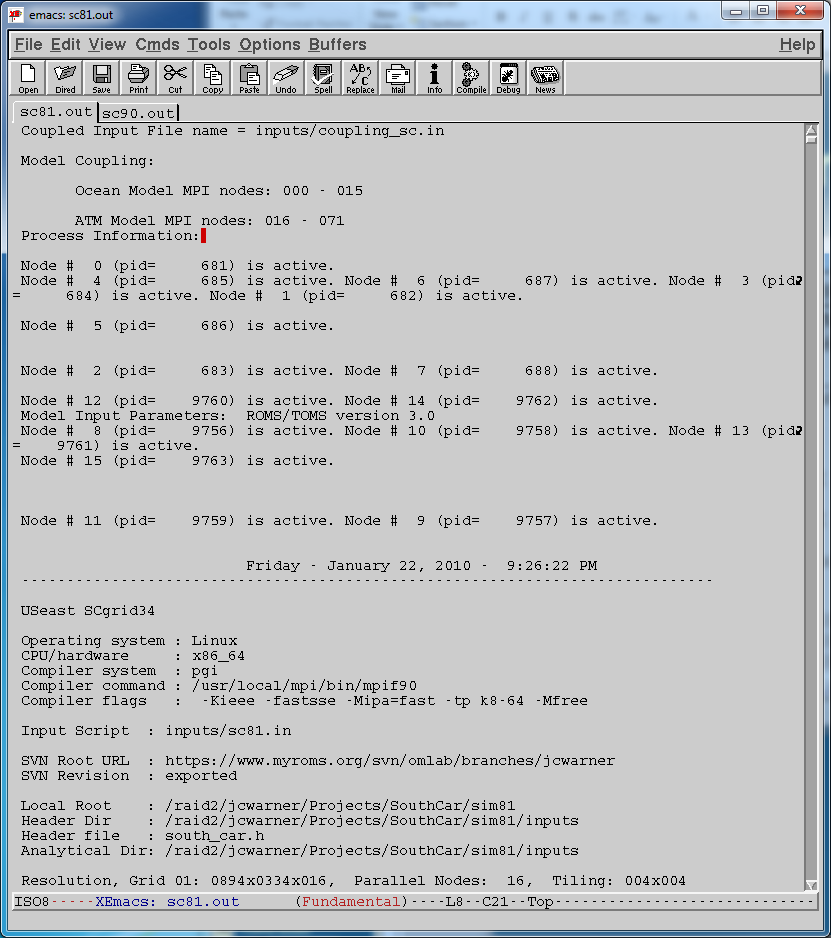 emacs: sc81.out
File Edit View Cmds Tools Options Buffers Help
Open Dired Save Print Cut Copy Paste Undo Spell Replace Mail Info Compile Debug News
sc81.out sc90.out
Coupled Input File name = inputs/coupling_sc.in
Model Coupling:
Ocean Model MPI nodes: 000 - 015
ATM Model MPI nodes: 016 - 071
Process Information:
Node #  0 (pid=     681) is active.
Node #  4 (pid=     685) is active. Node #  6 (pid=     687) is active. Node #  3 (pid
=     684) is active. Node #  1 (pid=     682) is active.
Node #  5 (pid=     686) is active.
Node #  2 (pid=     683) is active. Node #  7 (pid=     688) is active.
Node # 12 (pid=    9760) is active. Node # 14 (pid=    9762) is active.
Model Input Parameters:  ROMS/TOMS version 3.0
Node #  8 (pid=    9756) is active. Node # 10 (pid=    9758) is active. Node # 13 (pid
=    9761) is active.
Node # 15 (pid=    9763) is active.
Node # 11 (pid=    9759) is active. Node #  9 (pid=    9757) is active.
Friday - January 22, 2010 -  9:26:22 PM
-----------------------------------------------------------------------------
USeast SCgrid34
Operating system : Linux
CPU/hardware     : x86_64
Compiler system  : pgi
Compiler command : /usr/local/mpi/bin/mpif90
Compiler flags   :  -Kieee -fastsse -Mipa=fast -tp k8-64 -Mfree
Input Script  : inputs/sc81.in
SVN Root URL  : https://www.myroms.org/svn/omlab/branches/jcwarner
SVN Revision  : exported
Local Root    : /raid2/jcwarner/Projects/SouthCar/sim81
Header Dir    : /raid2/jcwarner/Projects/SouthCar/sim81/inputs
Header file   : south_car.h
Analytical Dir: /raid2/jcwarner/Projects/SouthCar/sim81/inputs
Resolution, Grid 01: 0894x0334x016,  Parallel Nodes:  16,  Tiling: 004x004
ISO8-----XEmacs: sc81.out      (Fundamental)----L8--C21--Top----------------------------